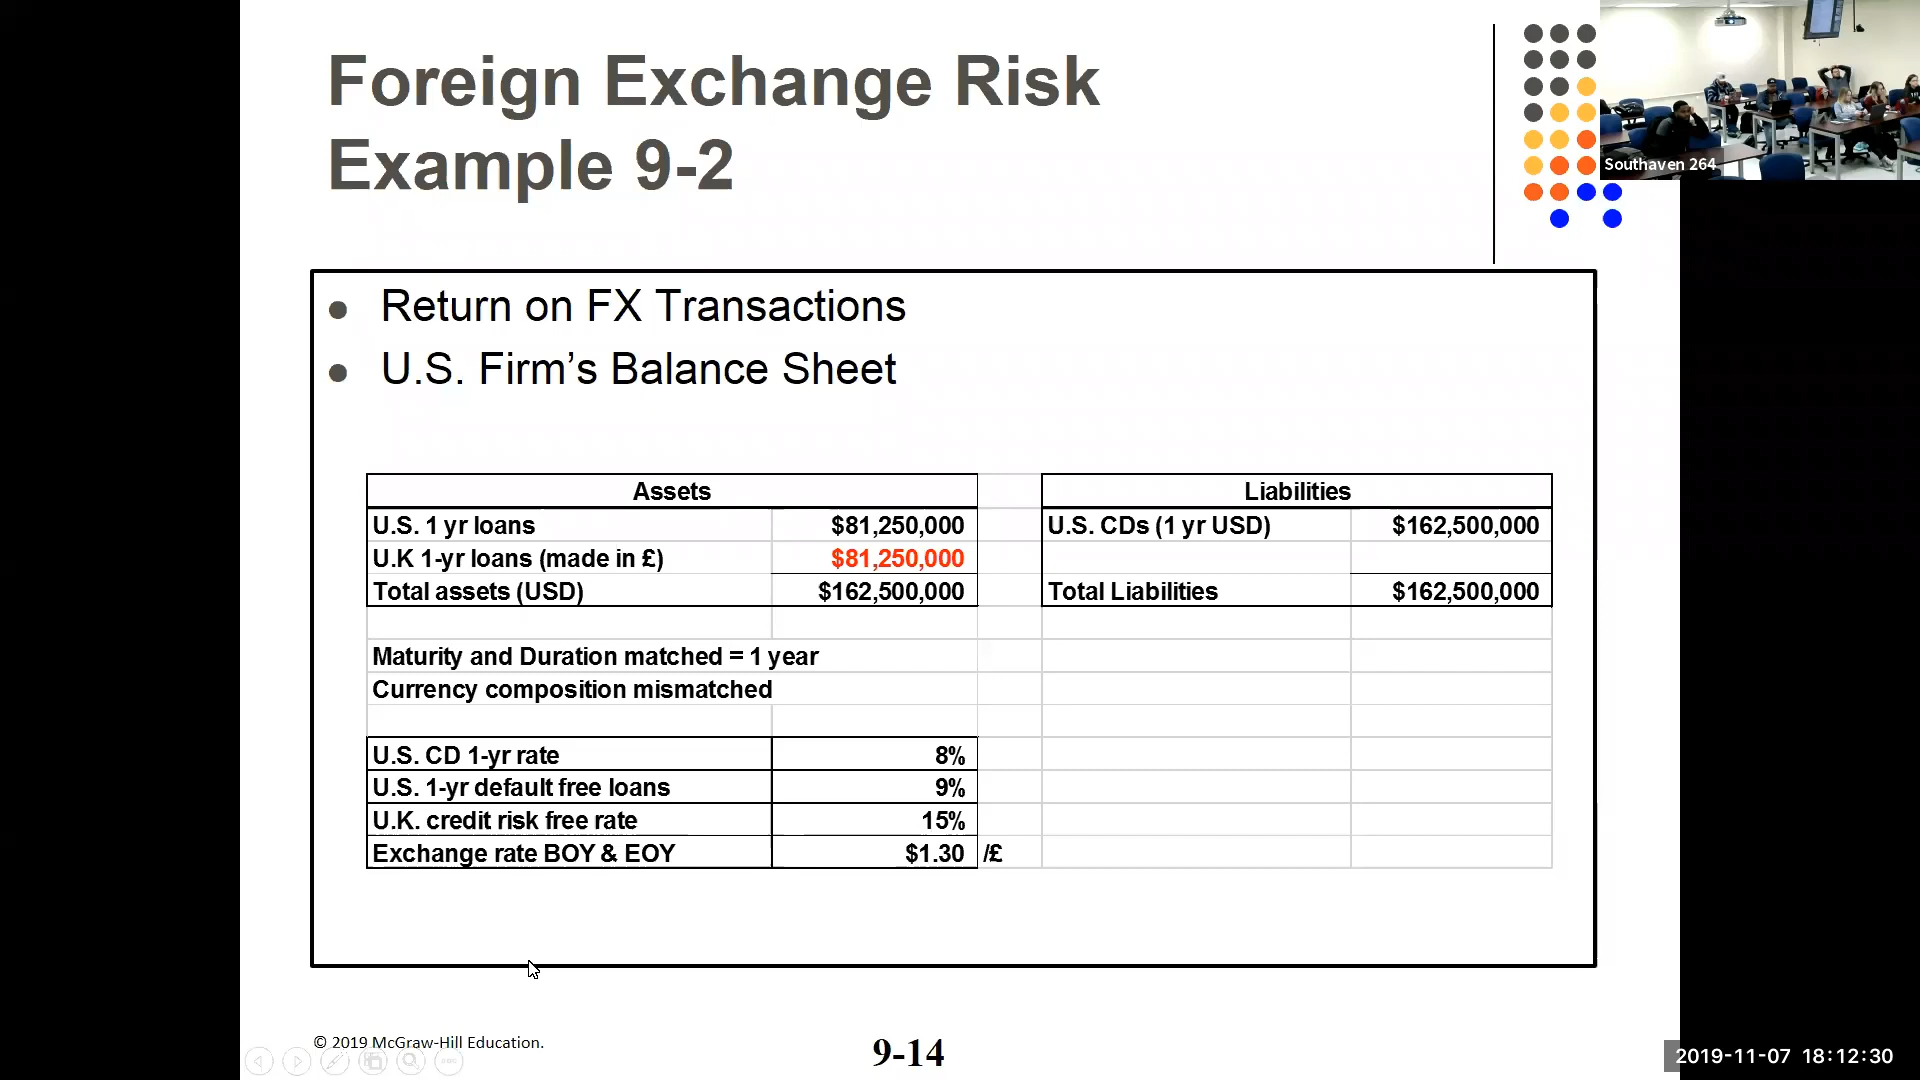 Foreign Exchange Risk
Example 9-2
Southaven 264
● Return on FX Transactions
● U.S. Firm’s Balance Sheet
Assets Liabilities
U.S. 1 yr loans $81,250,000 U.S. CDs (1 yr USD) $162,500,000
U.K 1-yr loans (made in £) $81,250,000
Total assets (USD) $162,500,000 Total Liabilities $162,500,000
Maturity and Duration matched = 1 year
Currency composition mismatched
U.S. CD 1-yr rate 8%
U.S. 1-yr default free loans 9%
U.K. credit risk free rate 15%
Exchange rate BOY & EOY $1.30 /£
© 2019 McGraw-Hill Education.
9-14
2019-11-07 18:12:30